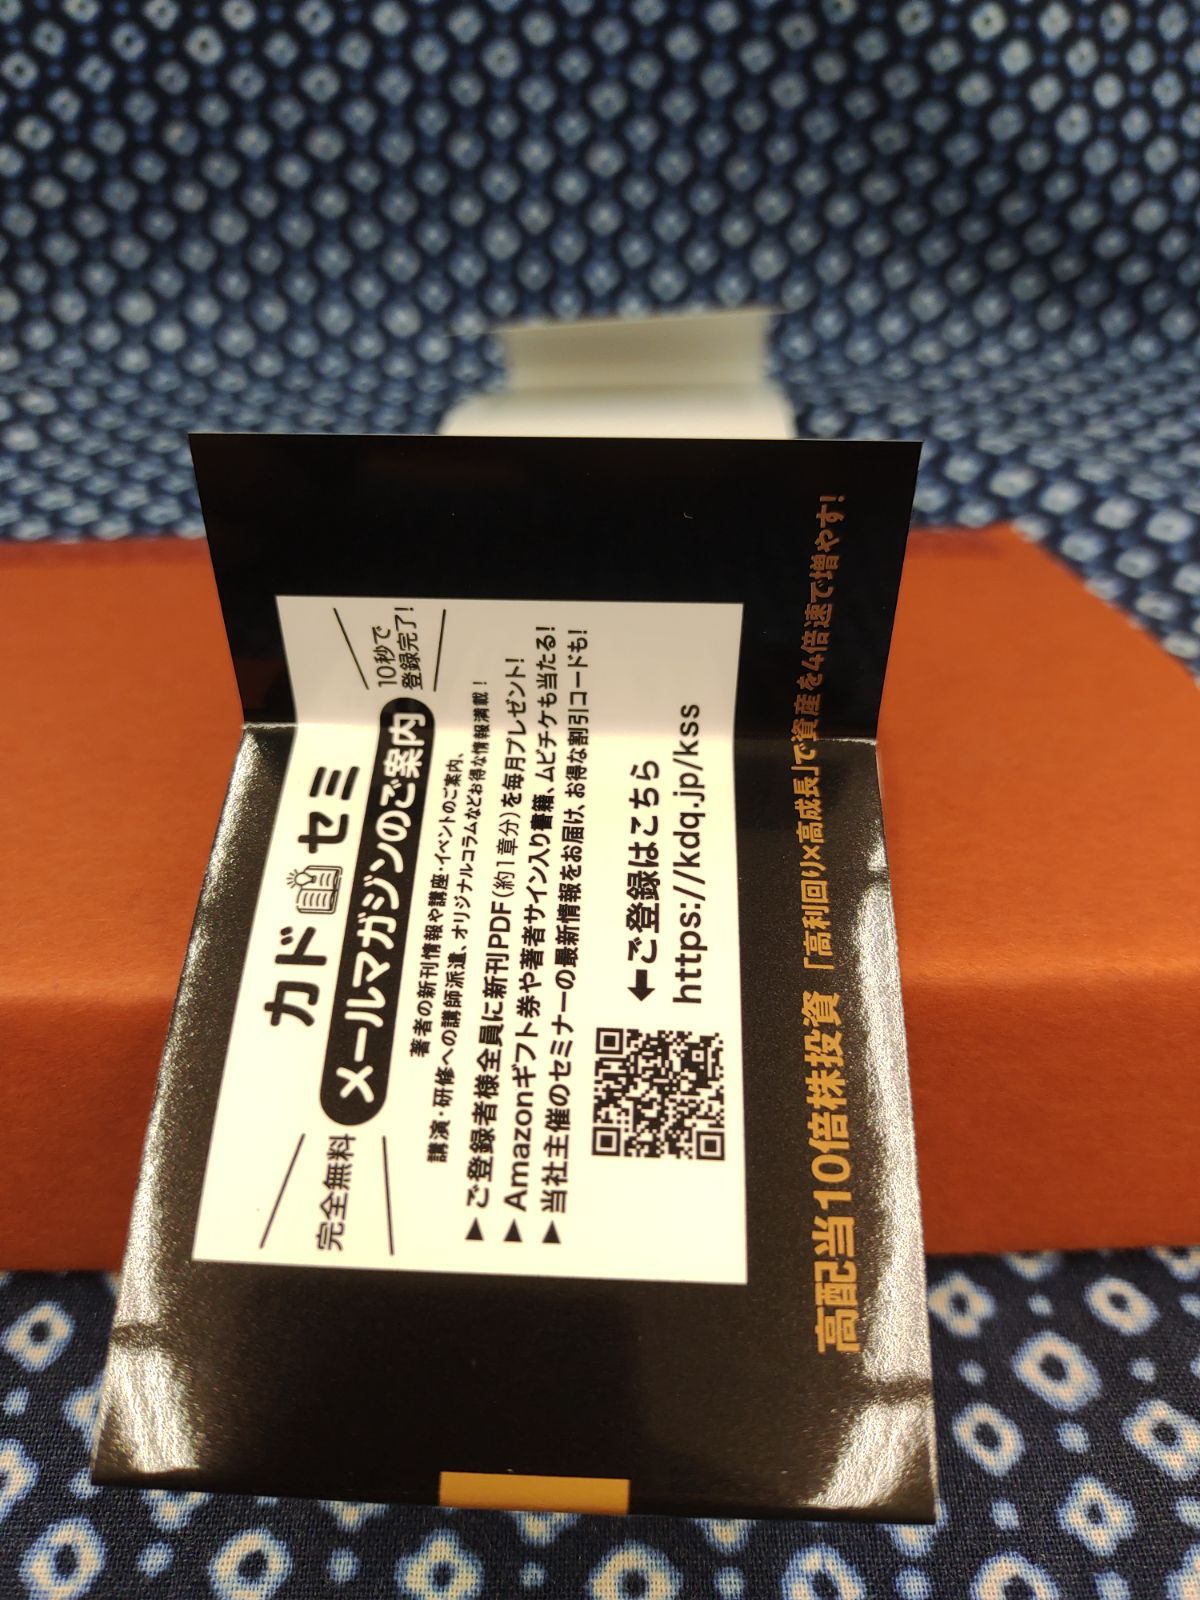 カドセミ
完全無料
メールマガジンのご案内
10秒で
登録完了!
著者の新刊情報や講座・イベントのご案内、
講演・研修への講師派遣、オリジナルコラムなどお得な情報満載!
▶ご登録者様全員に新刊PDF(約1章分)を毎月プレゼント!
▶Amazonギフト券や著者サイン入り書籍、ムビチケも当たる!
▶当社主催のセミナーの最新情報をお届け、お得な割引コードも!
←ご登録はこちら
https://kdq.jp/kss
高配当10倍株投資 「高利回り×高成長」で資産を4倍速で増やす!